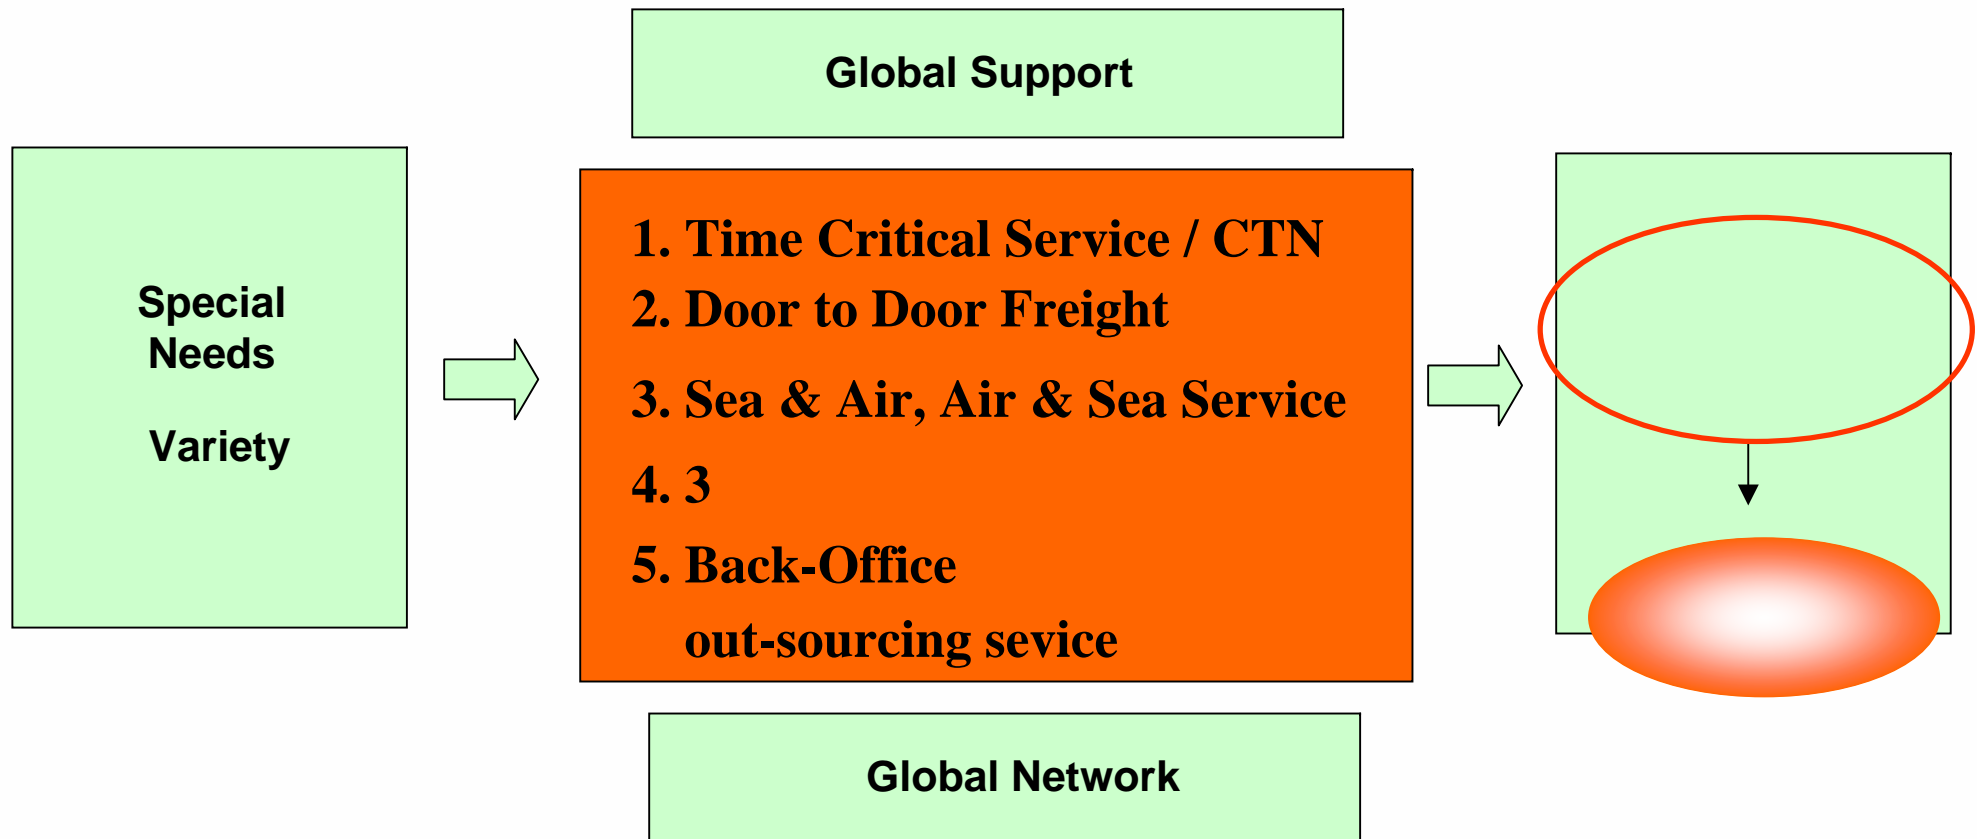 Global Support
Special
Needs
Variety
1. Time Critical Service / CTN
2. Door to Door Freight
3. Sea & Air, Air & Sea Service
4. 3
5. Back-Office
out-sourcing sevice
Global Network